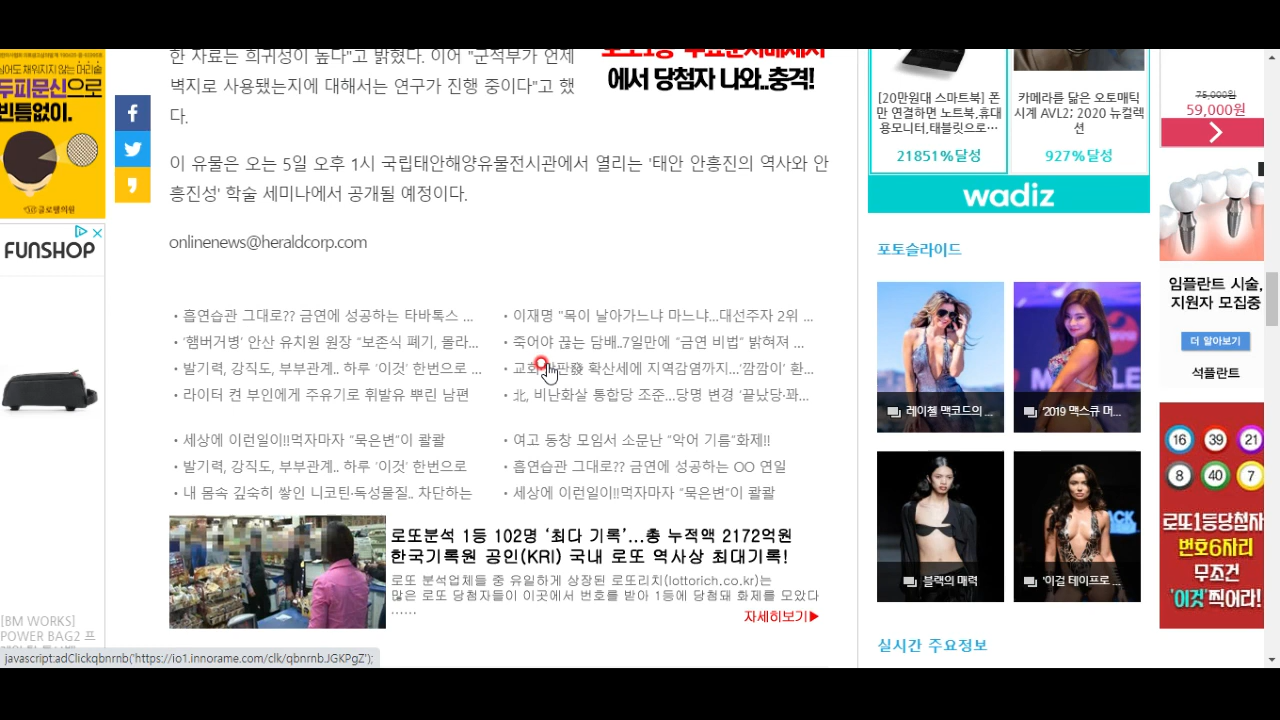 한 자료는 희귀성이 높다"고 밝혔다. 이어 "군적부가 언제
벽지로 사용됐는지에 대해서는 연구가 진행 중이다"고 했
다.
에서 당첨자 나와..충격!
이 유물은 오는 5일 오후 1시 국립태안해양유물전시관에서 열리는 '태안 안흥진의 역사와 안
흥진성' 학술 세미나에서 공개될 예정이다.
onlinenews@heraldcorp.com
• 흡연습관 그대로?? 금연에 성공하는 타바톡스 ...
• '햄버거병' 안산 유치원 원장 "보존식 폐기, 몰라...
• 발기력, 강직도, 부부관계.. 하루 '이것' 한번으로 ...
• 라이터 켠 부인에게 주유기로 휘발유 뿌린 남편
• 이재명 "목이 날아가느냐 마느냐...대선주자 2위 ...
• 죽어야 끊는 담배..7일만에 "금연 비법" 밝혀져 ...
• 교회 확산세에 지역감염까지...'깜깜이' 환...
• 北, 비난화살 통합당 조준...당명 변경 '끝났당·꽈...
• 세상에 이런일이!!먹자마자 "묵은변"이 콸콸
• 발기력, 강직도, 부부관계.. 하루 '이것' 한번으로
• 내 몸속 깊숙히 쌓인 니코틴·독성물질.. 차단하는
• 여고 동창 모임서 소문난 "악어 기름"화제!!
• 흡연습관 그대로?? 금연에 성공하는 OO 연일
• 세상에 이런일이!!먹자마자 "묵은변"이 콸콸
로또분석 1등 102명 '최다 기록'...총 누적액 2172억원
한국기록원 공인(KRI) 국내 로또 역사상 최대기록!
로또 분석업체들 중 유일하게 상장된 로또리치(lottorich.co.kr)는
많은 로또 당첨자들이 이곳에서 번호를 받아 1등에 당첨돼 화제를 모았다
······
자세히보기▶
두피문신으로
빈틈없이.
글로웰의원
FUNSHOP
[BM WORKS]
POWER BAG2 프
javascript:adClickqbnrnb('https://io1.innorame.com/clk/qbnrnb.JGKPgZ');
[20만원대 스마트북] 폰
만 연결하면 노트북,휴대
용모니터,태블릿으로...
21851%달성
카메라를 닮은 오토매틱
시계 AVL2; 2020 뉴컬렉
션
927%달성
wadiz
포토슬라이드
레이첼 맥코드의 ...
'2019 맥스큐 머...
블랙의 매력
'이걸 테이프로 ...
실시간 주요정보
75,000원
59,000원
임플란트 시술,
지원자 모집중
더 알아보기
석플란트
16 39 21
8 40 7
로또1등당첨자
번호6자리
무조건
'이것'찍어라!